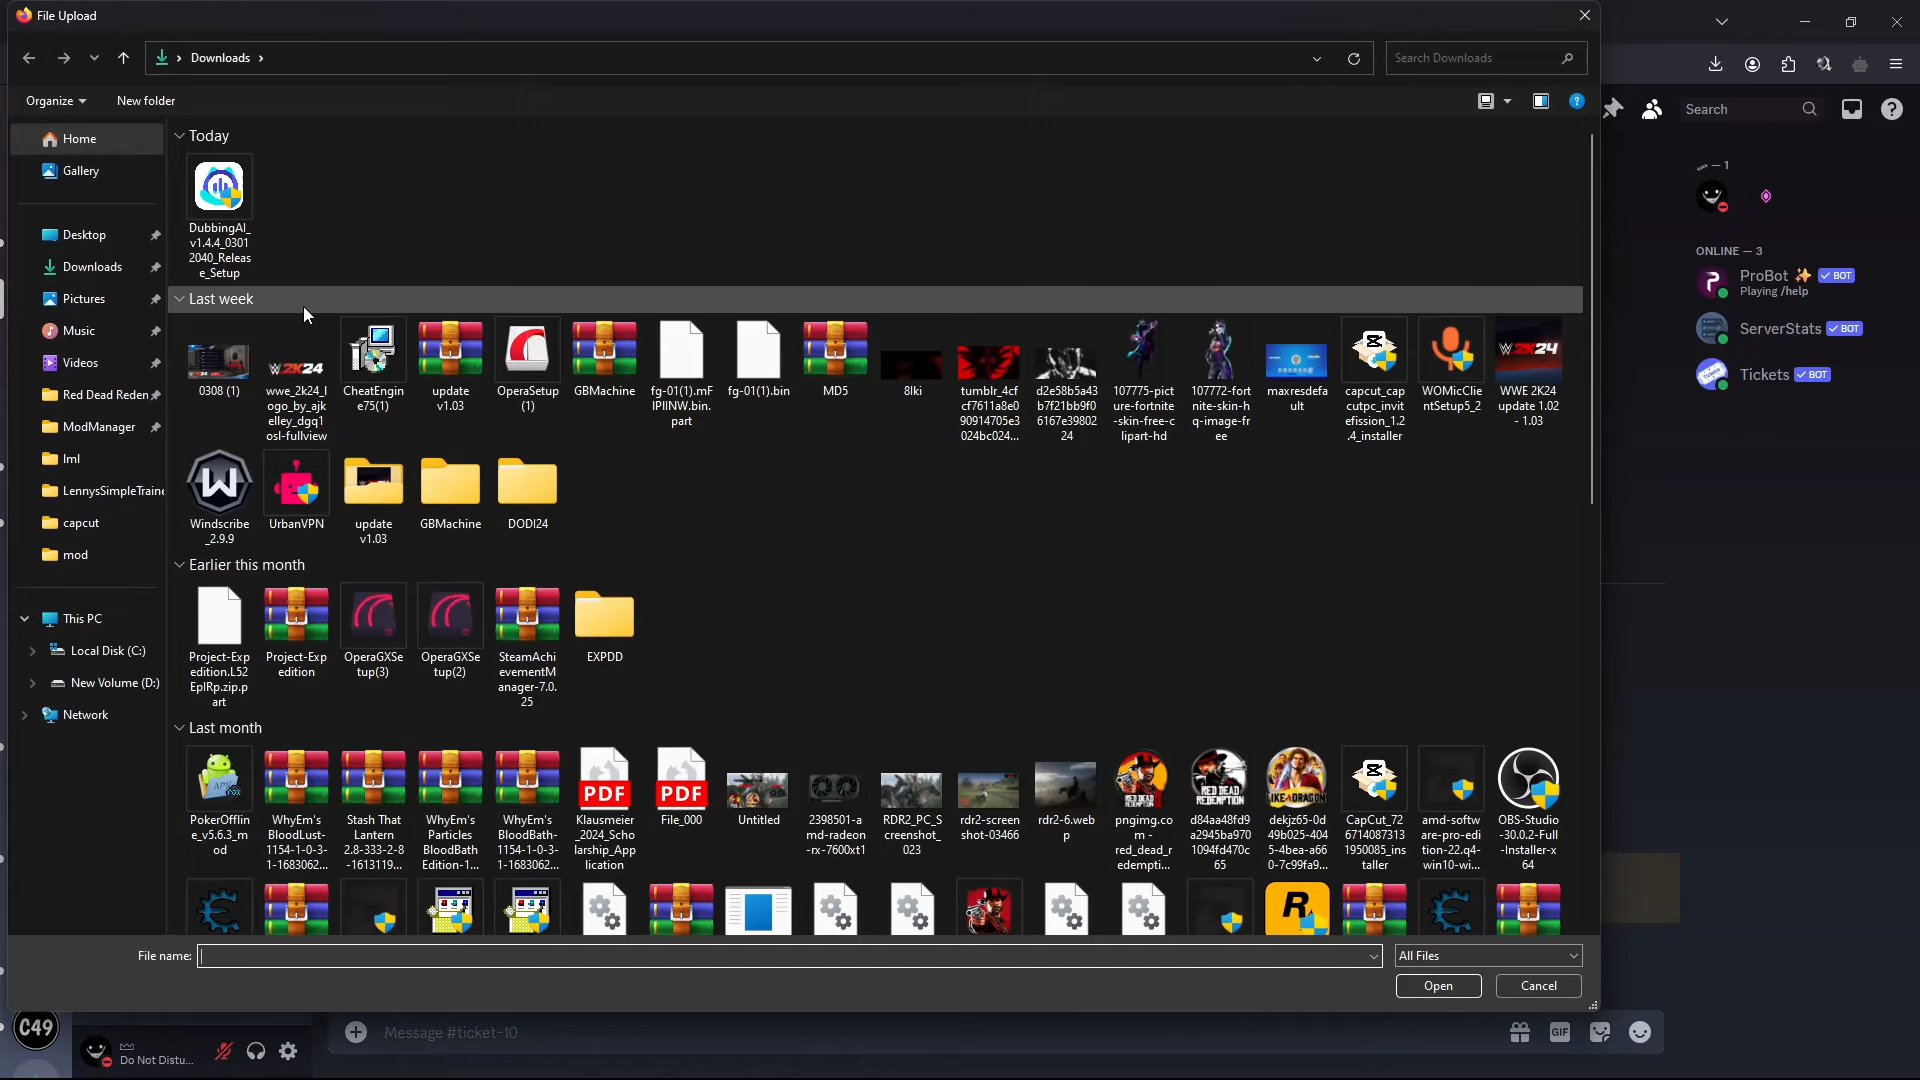 File Upload
Downloads
Search Downloads
Organize
New folder
Home
Gallery
Desktop
Downloads
Pictures
Music
Videos
Red Dead Reden
ModManager
lml
LennysSimpleTraine
capcut
mod
This PC
Local Disk (C:)
New Volume (D:)
Network
Today
DubbingAI_
v1.4.4_0301
2040_Releas
e_Setup
Last week
0308 (1)
wwe_2k24_l
ogo_by_ajk
elley_dgq1
osl-fullview
CheatEngin
e75(1)
update
v1.03
OperaSetup
(1)
GBMachine
fg-01(1).mF
IPIINW.bin.
part
fg-01(1).bin
MD5
8lki
tumblr_4cf
cf7611a8e0
90914705e3
024bc024...
d2e58b5a43
b7f21bb9f0
6167e39802
24
107775-pict
ure-fortnite
-skin-free-c
lipart-hd
107772-fort
nite-skin-h
q-image-fr
ee
maxresdefa
ult
capcut_cap
cutpc_invit
efission_1.2
.4_installer
WOMicClie
ntSetup5_2
WWE 2K24
update 1.02
- 1.03
Windscribe
_2.9.9
UrbanVPN
update
v1.03
GBMachine
DODI24
Earlier this month
Project-Exp
edition.L52
EplRp.zip.p
art
Project-Exp
edition
OperaGXSe
tup(3)
OperaGXSe
tup(2)
SteamAchi
evementM
anager-7.0.
25
EXPDD
Last month
PokerOfflin
e_v5.6.3_m
od
WhyEm's
BloodLust-
1154-1-0-3-
1-1683062...
Stash That
Lantern
2.8-333-2-8
-1613119...
WhyEm's
Particles
BloodBath
Edition-1...
WhyEm's
BloodBath-
1154-1-0-3-
1-1683062...
PDF
Klausmeier
_2024_Scho
larship_App
lication
PDF
File_000
Untitled
2398501-a
md-radeon
-rx-7600xt1
RDR2_PC_S
creenshot_
023
rdr2-screen
shot-03466
rdr2-6.web
p
pngimg.co
m -
red_dead_r
edempti...
d84aa48fd9
a2945ba970
1094fd470c
65
dekjz65-0d
49b025-404
5-4bea-a66
0-7c99fa9...
CapCut_72
6714087313
1950085_ins
taller
amd-softw
are-pro-edi
tion-22.q4-
win10-wi...
OBS-Studio
-30.0.2-Full
-Installer-x
64
File name:
All Files
Open
Cancel
Search
— 1
ONLINE — 3
ProBot ✨ ✓ BOT
Playing /help
ServerStats ✓ BOT
Tickets ✓ BOT
C49
Do Not Distu...
Message #ticket-10
GIF